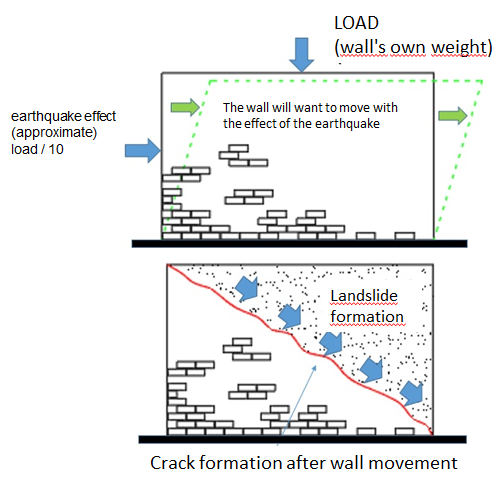 LOAD
(wall's own weight)
earthquake effect
(approximate)
load / 10
The wall will want to move with
the effect of the earthquake
Landslide
formation
Crack formation after wall movement